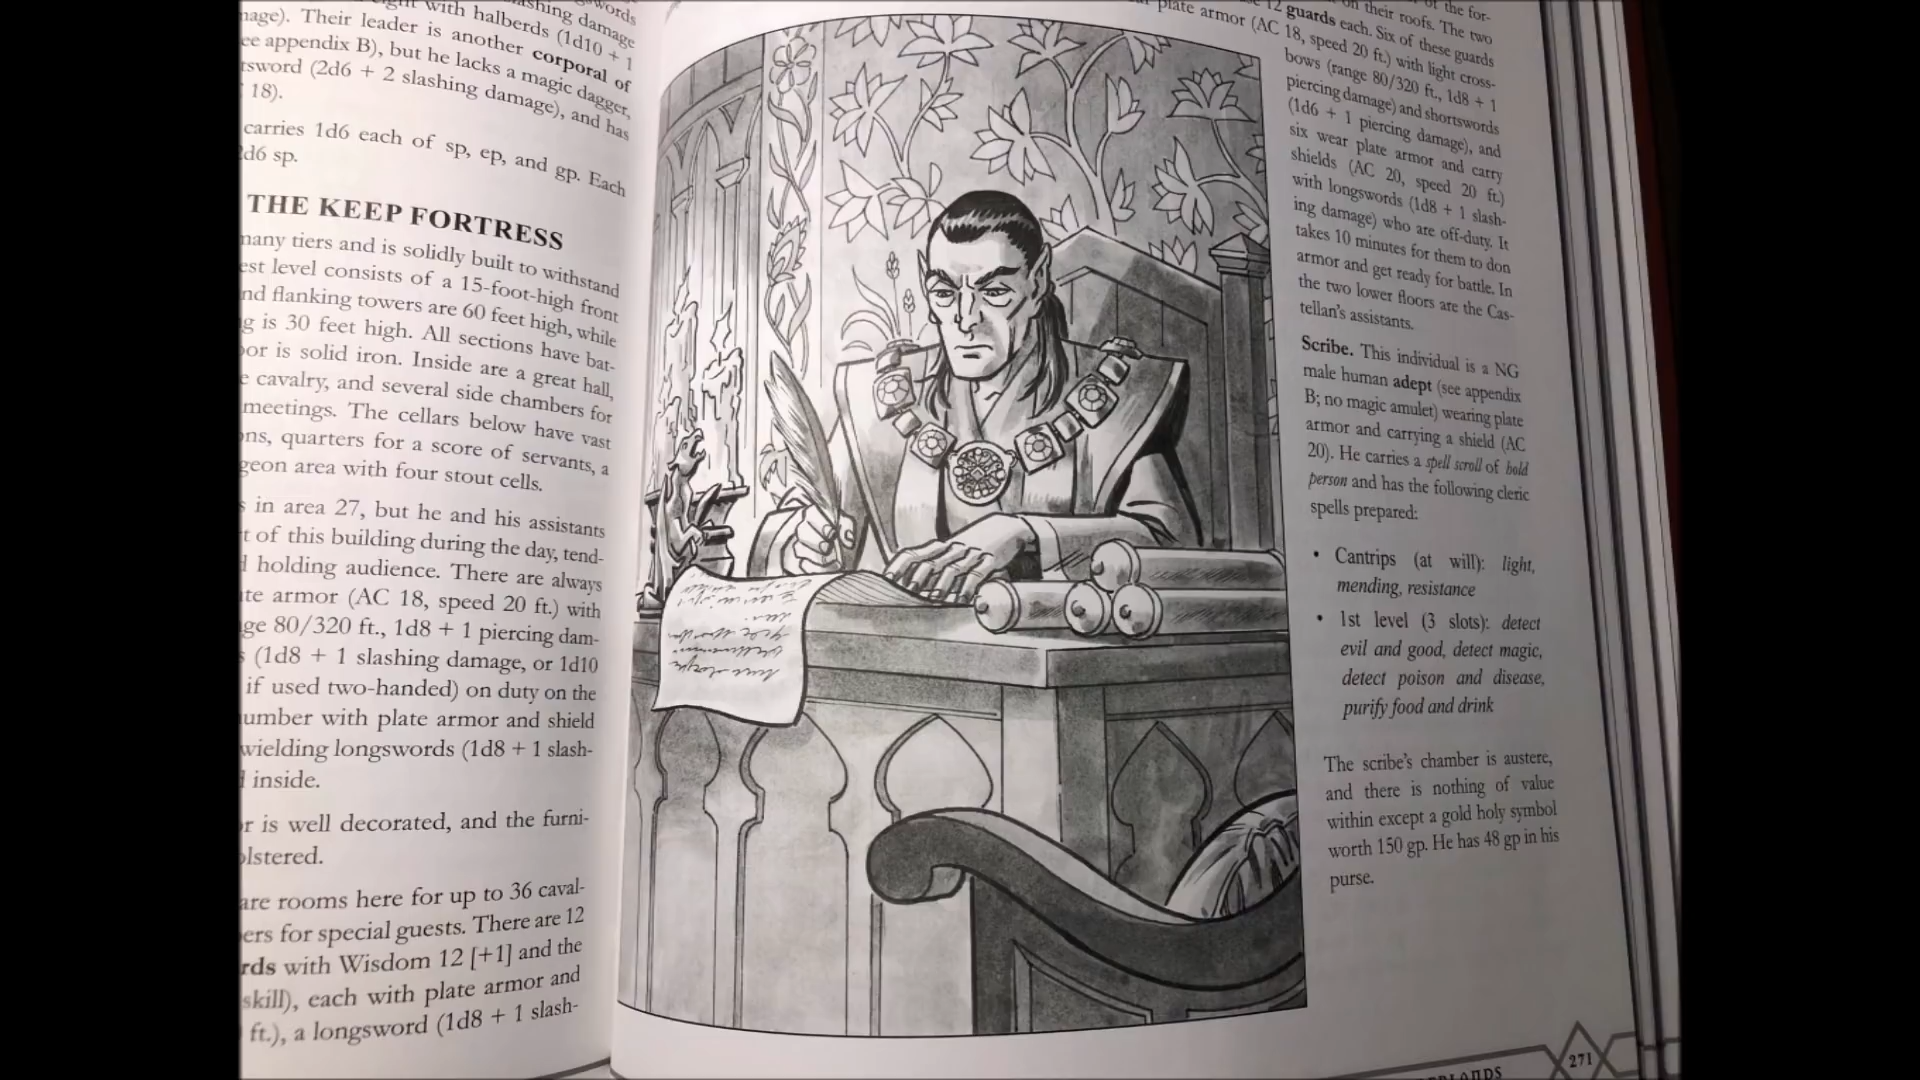 slashing damage
with halberds (1d10 + 1
Their leader is another corporal of
appendix B), but he lacks a magic dagger,
(2d6 + 2 slashing damage), and has
18).
carries 1d6 each of sp, ep, and gp. Each
sp.
THE KEEP FORTRESS
tiers and is solidly built to withstand
level consists of a 15-foot-high front
flanking towers are 60 feet high, while
is 30 feet high. All sections have bat-
is solid iron. Inside are a great hall,
cavalry, and several side chambers for
meetings. The cellars below have vast
quarters for a score of servants, a
area with four stout cells.
in area 27, but he and his assistants
of this building during the day, tend-
holding audience. There are always
armor (AC 18, speed 20 ft.) with
80/320 ft., 1d8 + 1 piercing dam-
(1d8 + 1 slashing damage, or 1d10
if used two-handed) on duty on the
with plate armor and shield
wielding longswords (1d8 + 1 slash-
inside.
is well decorated, and the furni-
are rooms here for up to 36 caval-
for special guests. There are 12
with Wisdom 12 [+1] and the
skill), each with plate armor and
ft.), a longsword (1d8 + 1 slash-
of the for-
on their roofs. The two
12 guards each. Six of these guards
plate armor (AC 18, speed 20 ft.) with light cross-
bows (range 80/320 ft., 1d8 + 1
piercing damage) and shortswords
(1d6 + 1 piercing damage), and
six wear plate armor and carry
shields (AC 20, speed 20 ft.)
with longswords (1d8 + 1 slash-
ing damage) who are off-duty. It
takes 10 minutes for them to don
armor and get ready for battle. In
the two lower floors are the Cas-
tellan's assistants.
Scribe. This individual is a NG
male human adept (see appendix
B; no magic amulet) wearing plate
armor and carrying a shield (AC
20). He carries a spell scroll of hold
person and has the following cleric
spells prepared:
• Cantrips (at will): light,
mending, resistance
• 1st level (3 slots): detect
evil and good, detect magic,
detect poison and disease,
purify food and drink
The scribe's chamber is austere,
and there is nothing of value
within except a gold holy symbol
worth 150 gp. He has 48 gp in his
purse.
271